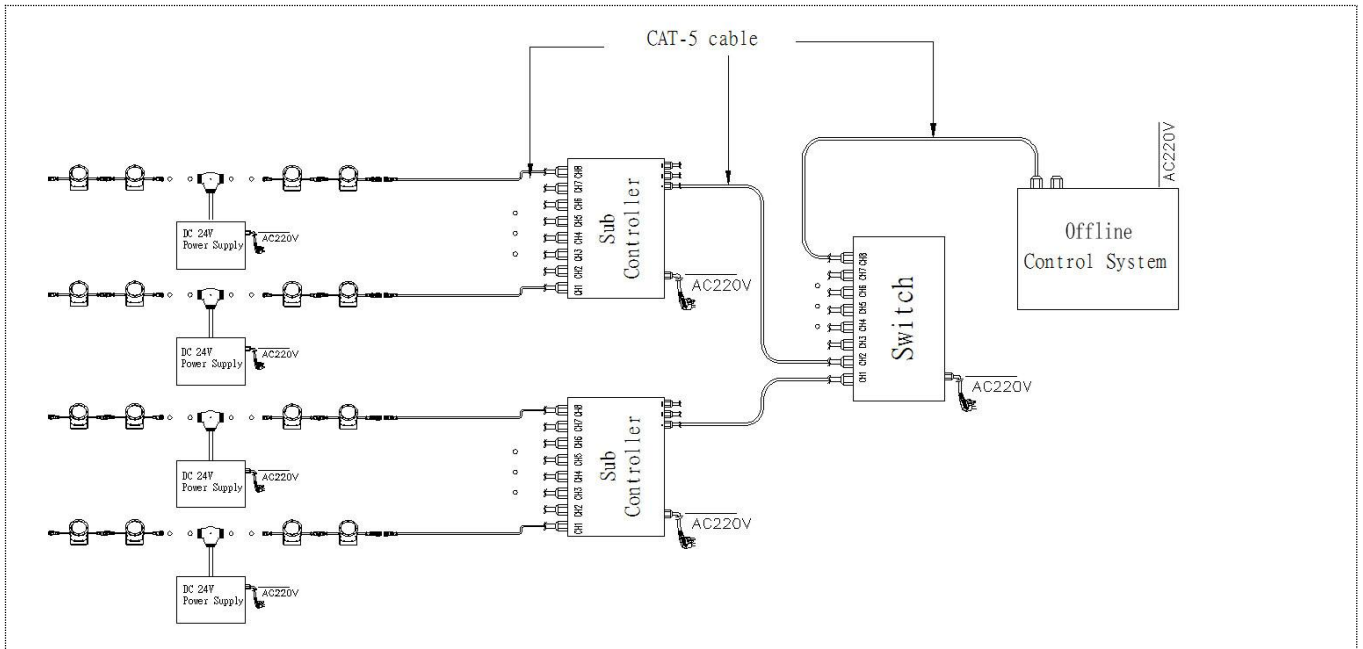 CAT-5 cable
AC220V
Offline
Control System
CH8
CH7
CH6
CH5
CH4
CH3
CH2
CH1
Sub
Controller
AC220V
DC 24V
Power Supply
AC220V
DC 24V
Power Supply
AC220V
CH8
CH7
CH6
CH5
CH4
CH3
CH2
CH1
Switch
AC220V
CH8
CH7
CH6
CH5
CH4
CH3
CH2
CH1
Sub
Controller
AC220V
DC 24V
Power Supply
AC220V
DC 24V
Power Supply
AC220V